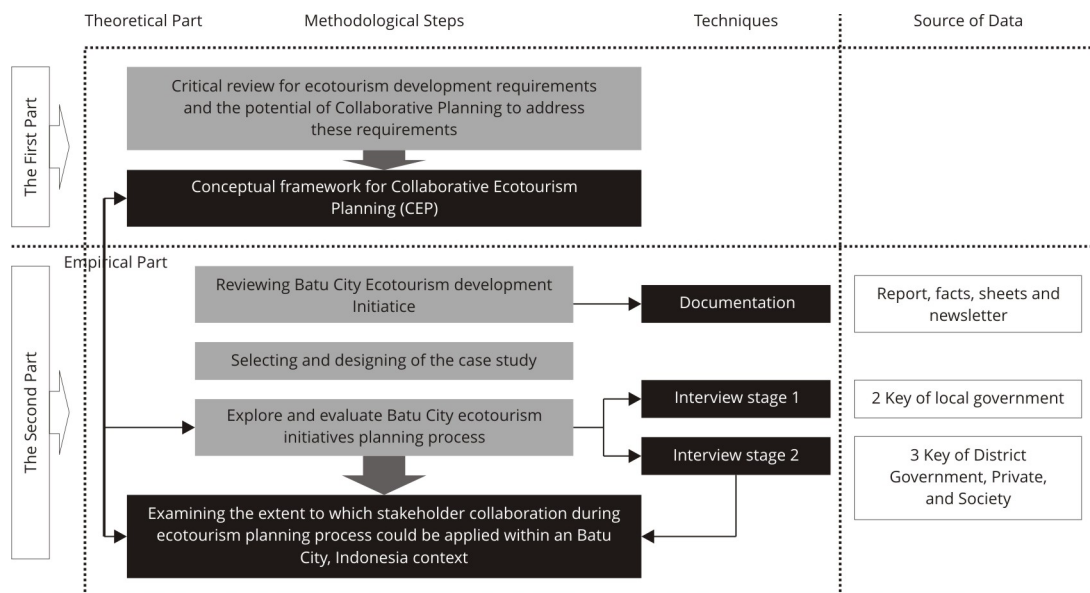 Theoretical Part
Methodological Steps
Techniques
Source of Data
The First Part
Critical review for ecotourism development requirements
and the potential of Collaborative Planning to address
these requirements
Conceptual framework for Collaborative Ecotourism
Planning (CEP)
Empirical Part
The Second Part
Reviewing Batu City Ecotourism development
Initiatice
Documentation
Report, facts, sheets and
newsletter
Selecting and designing of the case study
Explore and evaluate Batu City ecotourism
initiatives planning process
Interview stage 1
2 Key of local government
Interview stage 2
3 Key of District
Government, Private,
and Society
Examining the extent to which stakeholder collaboration during
ecotourism planning process could be applied within an Batu
City, Indonesia context